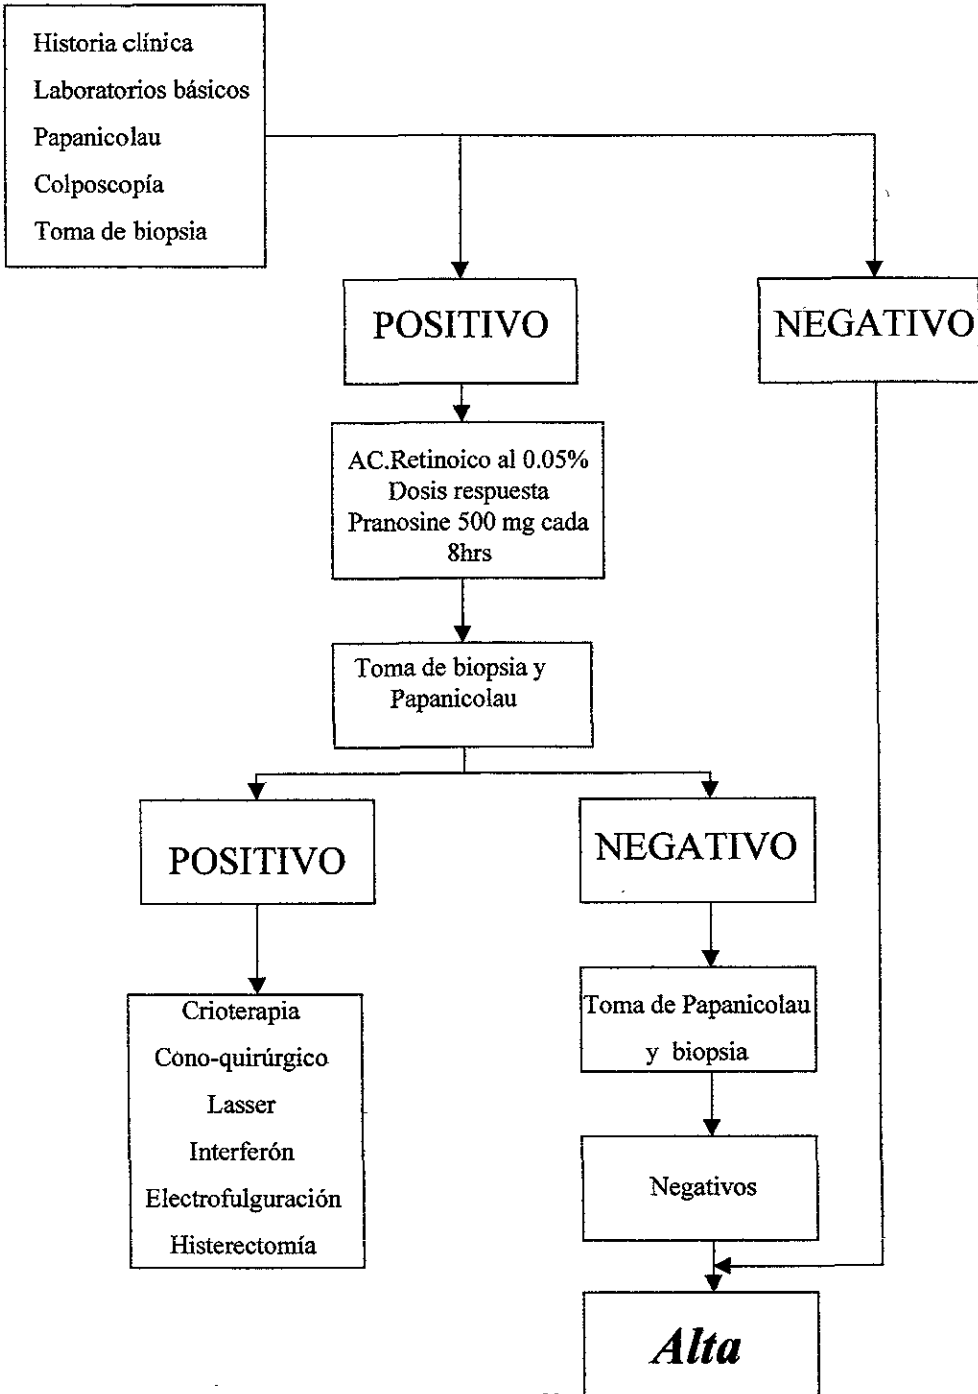 Historia clínica
Laboratorios básicos
Papanicolau
Colposcopía
Toma de biopsia
POSITIVO
NEGATIVO
AC.Retinoico al 0.05%
Dosis respuesta
Pranosine 500 mg cada
8hrs
Toma de biopsia y
Papanicolau
POSITIVO
NEGATIVO
Crioterapia
Cono-quirúrgico
Lasser
Interferón
Electrofulguración
Histerectomía
Toma de Papanicolau
y biopsia
Negativos
Alta